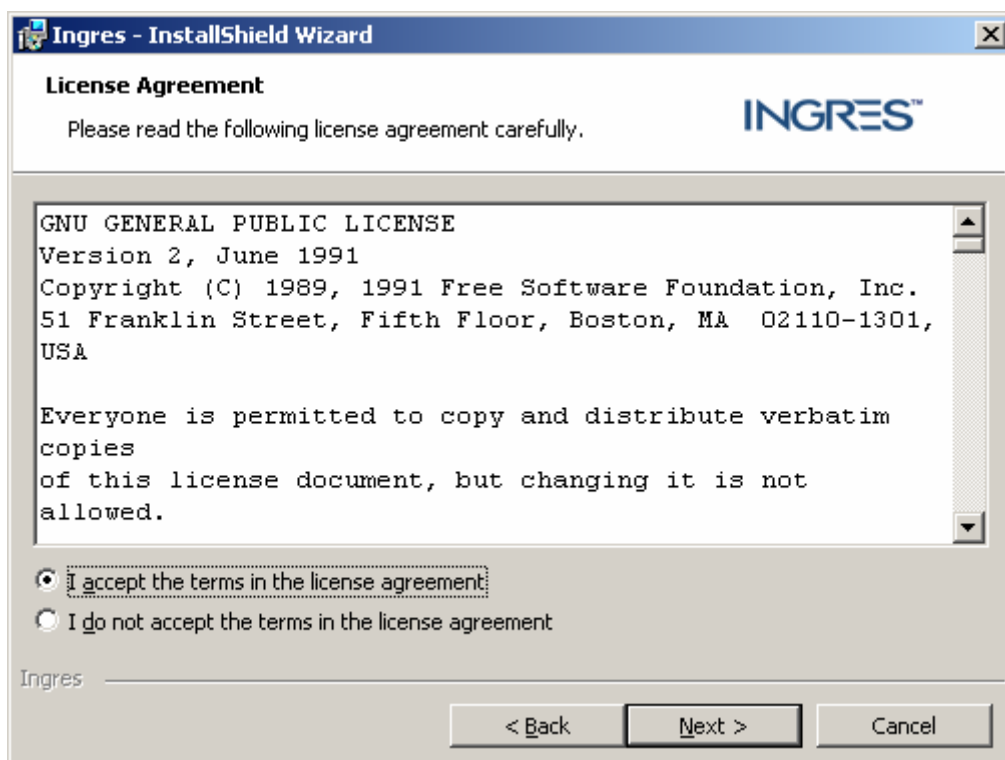 Ingres - InstallShield Wizard
License Agreement
Please read the following license agreement carefully.
INGRES™
GNU GENERAL PUBLIC LICENSE
Version 2, June 1991
Copyright (C) 1989, 1991 Free Software Foundation, Inc.
51 Franklin Street, Fifth Floor, Boston, MA  02110-1301,
USA
Everyone is permitted to copy and distribute verbatim
copies
of this license document, but changing it is not
allowed.
I accept the terms in the license agreement
I do not accept the terms in the license agreement
Ingres
< Back
Next >
Cancel